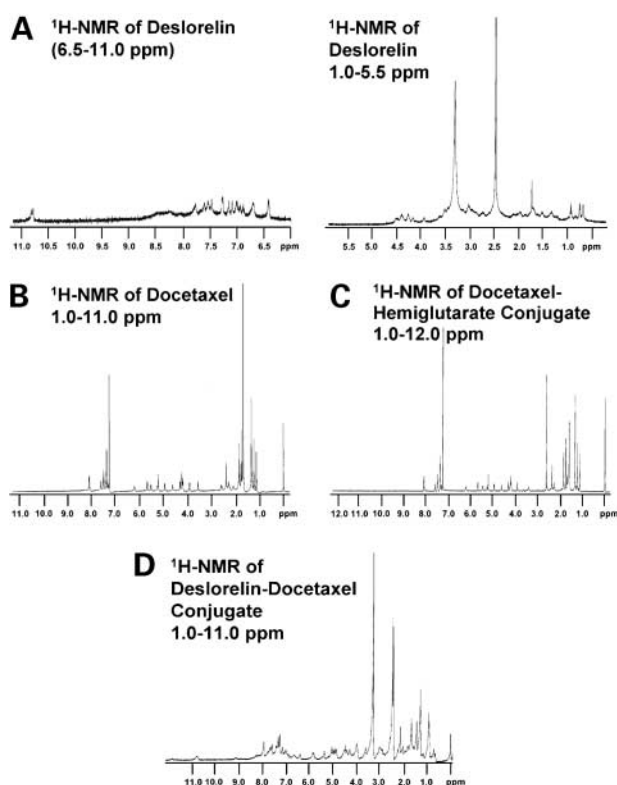 A
¹H-NMR of Deslorelin
(6.5-11.0 ppm)
¹H-NMR of
Deslorelin
1.0-5.5 ppm
11.0 10.5 10.0 9.5 9.0 8.5 8.0 7.5 7.0 6.5 ppm
5.5 5.0 4.5 4.0 3.5 3.0 2.5 2.0 1.5 1.0 ppm
B
¹H-NMR of Docetaxel
1.0-11.0 ppm
C
¹H-NMR of Docetaxel-
Hemiglutarate Conjugate
1.0-12.0 ppm
11.0 10.0 9.0 8.0 7.0 6.0 5.0 4.0 3.0 2.0 1.0 ppm
12.0 11.0 10.0 9.0 8.0 7.0 6.0 5.0 4.0 3.0 2.0 1.0 ppm
D
¹H-NMR of
Deslorelin-Docetaxel
Conjugate
1.0-11.0 ppm
11.0 10.0 9.0 8.0 7.0 6.0 5.0 4.0 3.0 2.0 1.0 ppm